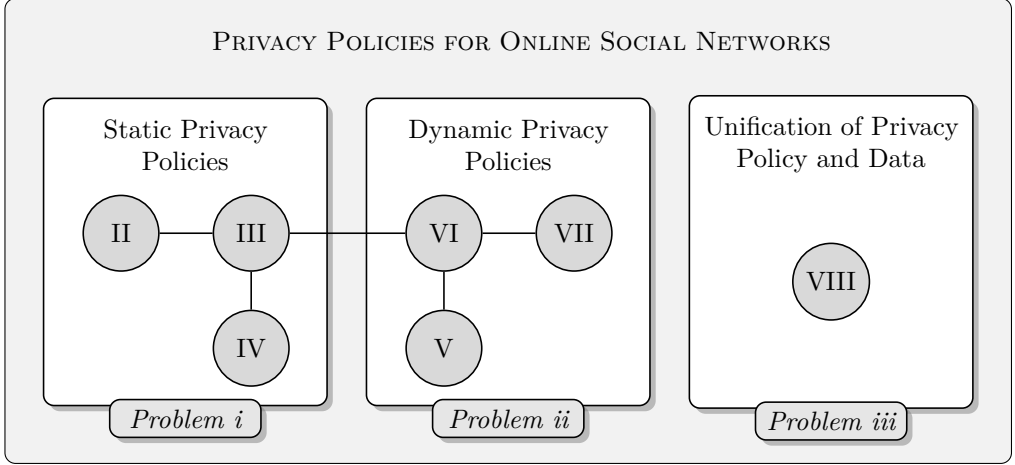 PRIVACY POLICIES FOR ONLINE SOCIAL NETWORKS
Static Privacy
Policies
II
III
IV
Problem i
Dynamic Privacy
Policies
VI
VII
V
Problem ii
Unification of Privacy
Policy and Data
VIII
Problem iii